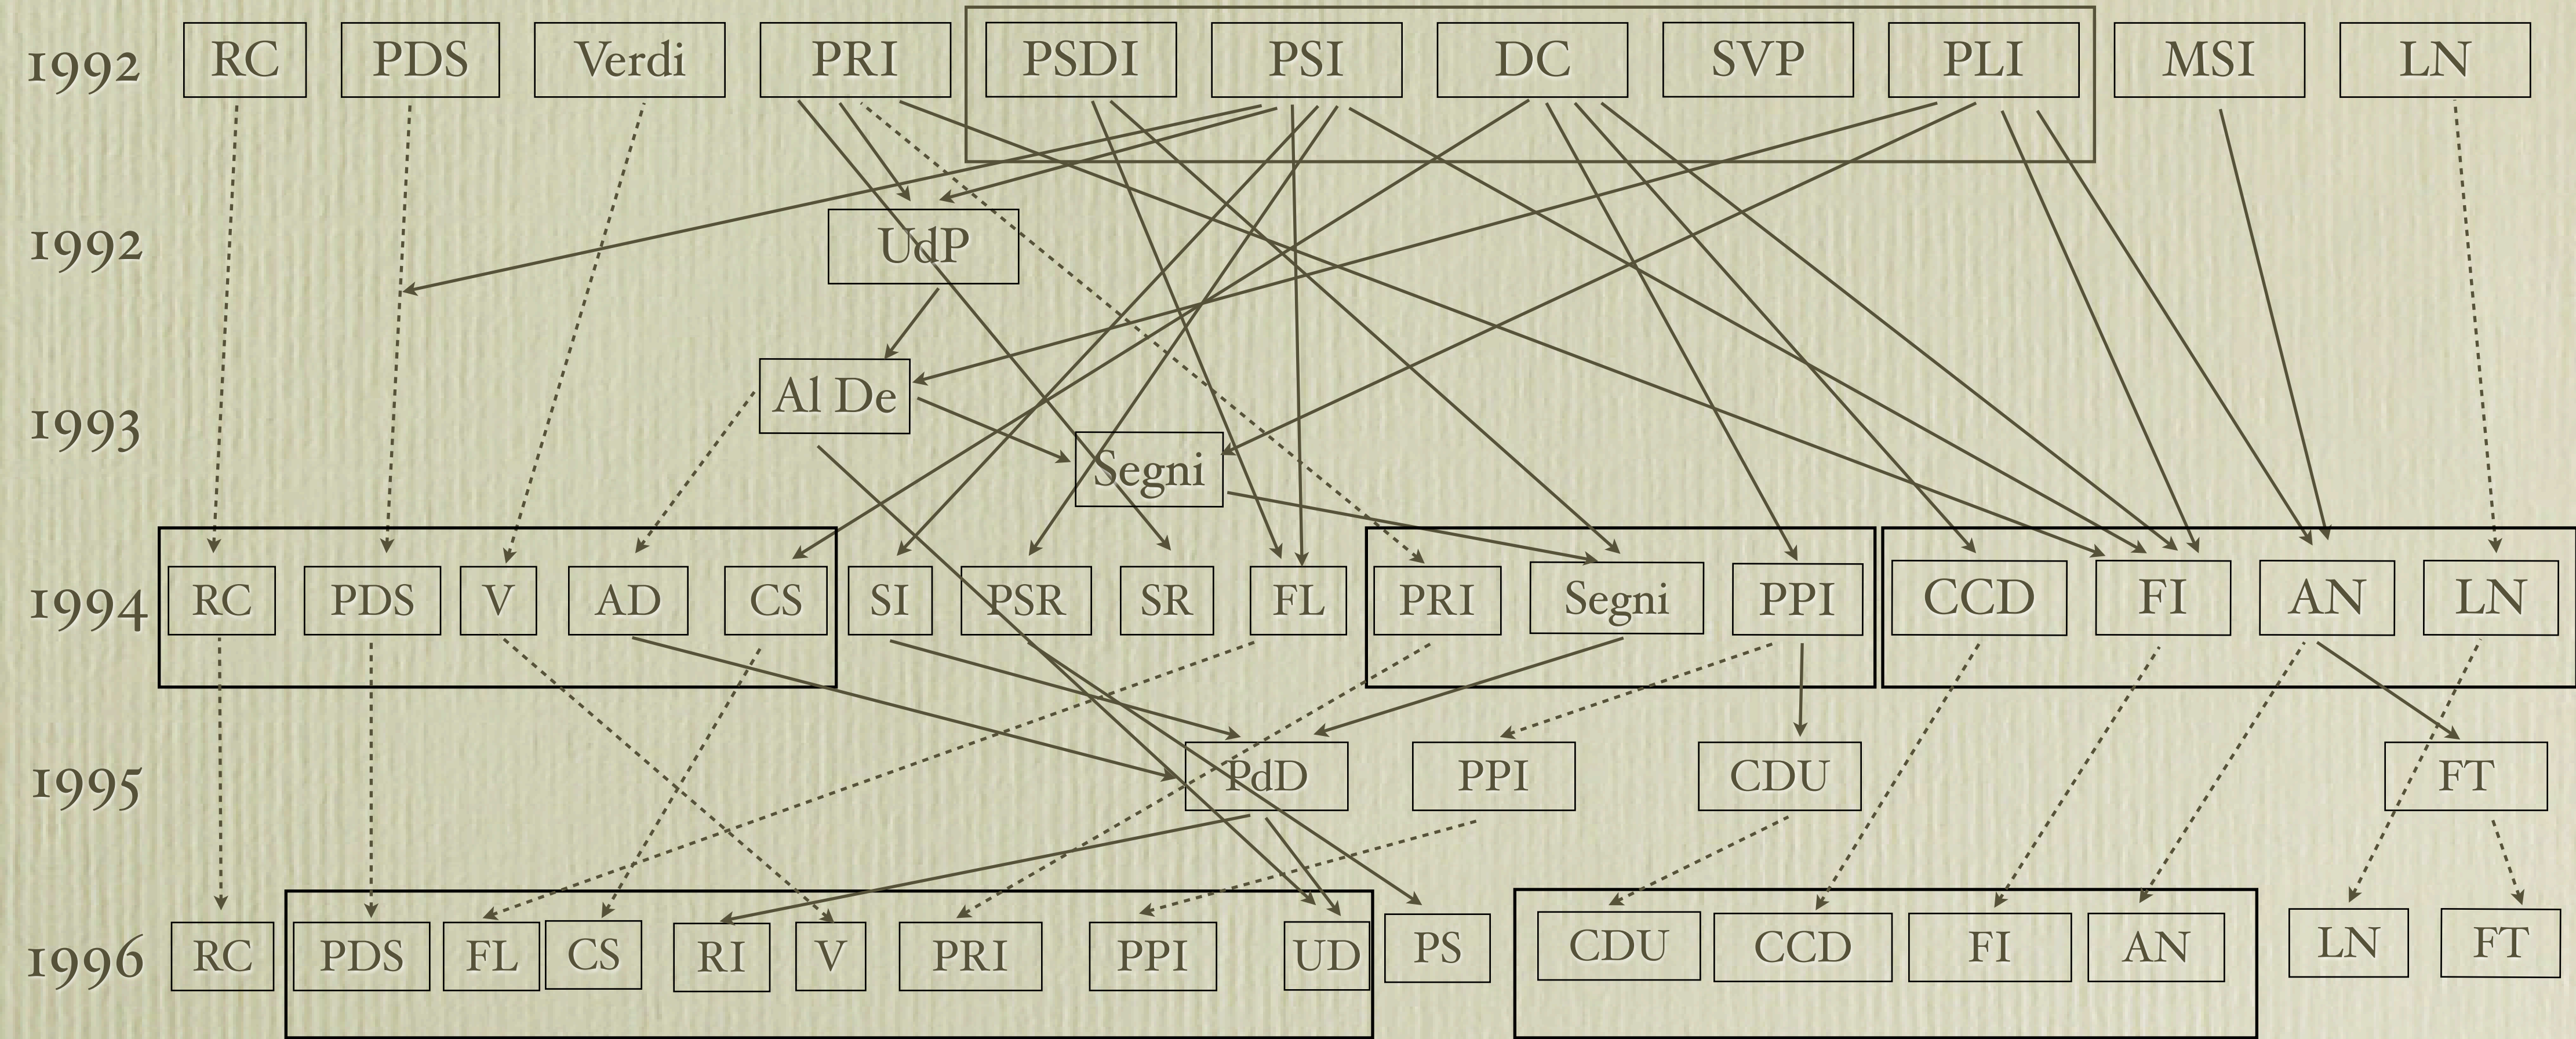 1992 RC PDS Verdi PRI PSDI PSI DC SVP PLI MSI LN
1992 UdP
Al De
1993
Segni
1994 RC PDS V AD CS SI PSR SR FL PRI Segni PPI CCD FI AN LN
1995 PdD PPI CDU FT
1996 RC PDS FL CS RI V PRI PPI UD PS CDU CCD FI AN LN FT